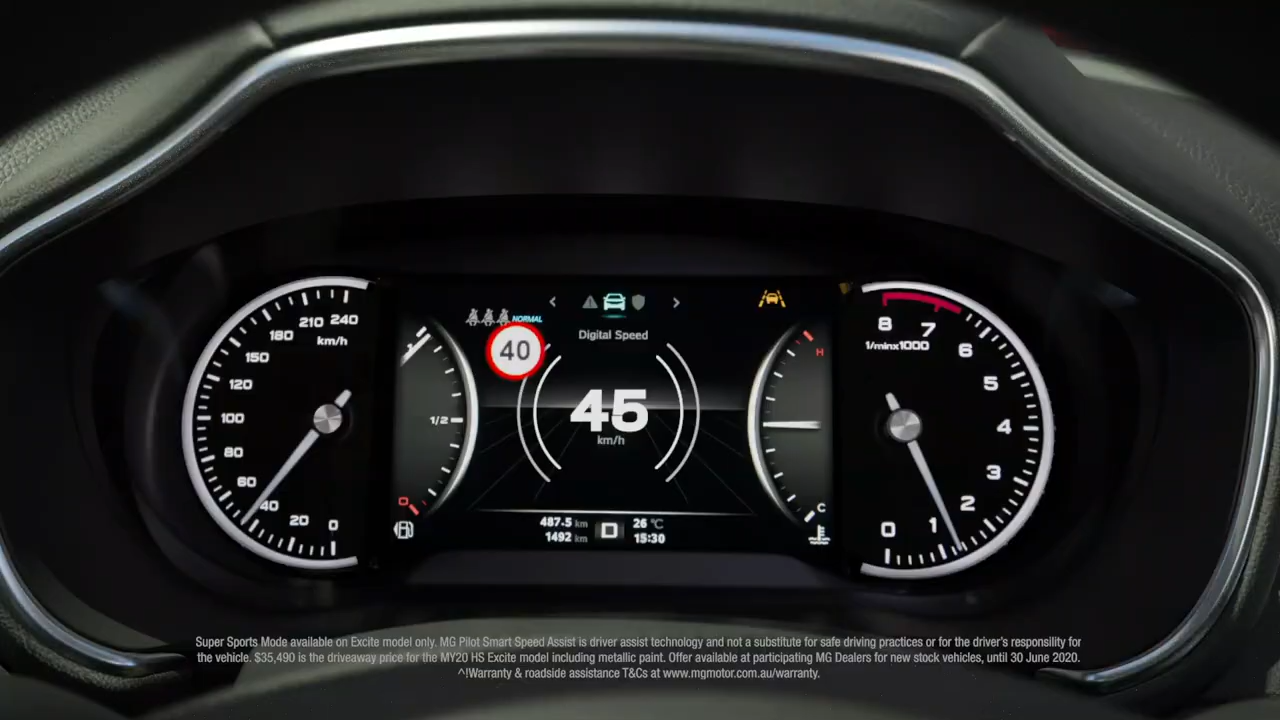 NORMAL
40
Digital Speed
45
km/h
487.5 km
26 °C
1492 km
15:30
240
210
180
km/h
150
120
100
80
60
40
20
0
1/2
0
H
C
8
7
1/minx1000
6
5
4
3
2
1
0
Super Sports Mode available on Excite model only. MG Pilot Smart Speed Assist is driver assist technology and not a substitute for safe driving practices or for the driver's responsility for
the vehicle. $35,490 is the driveaway price for the MY20 HS Excite model including metallic paint. Offer available at participating MG Dealers for new stock vehicles, until 30 June 2020.
^!Warranty & roadside assistance T&Cs at www.mgmotor.com.au/warranty.